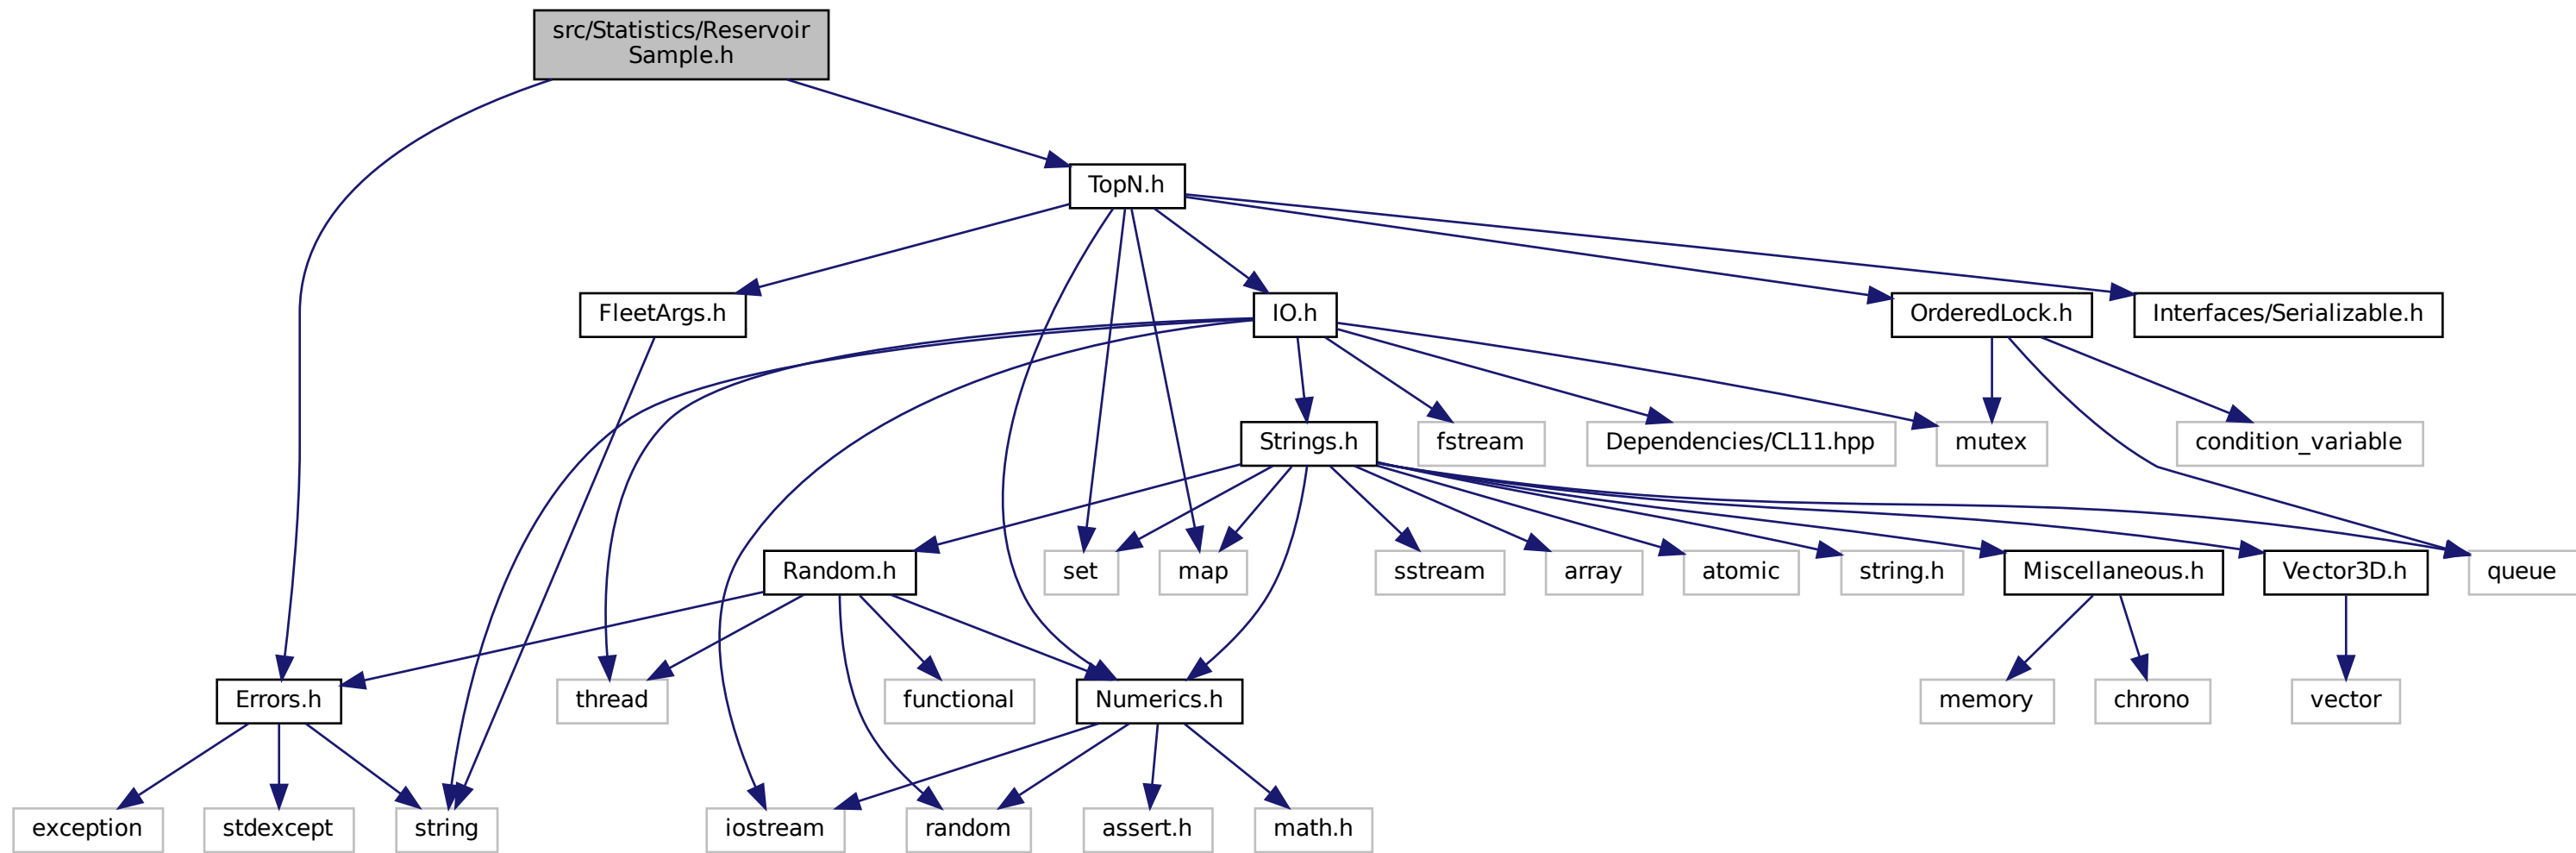 src/Statistics/Reservoir
Sample.h
TopN.h
FleetArgs.h
IO.h
OrderedLock.h
Interfaces/Serializable.h
Strings.h
fstream
Dependencies/CL11.hpp
mutex
condition_variable
Random.h
set
map
sstream
array
atomic
string.h
Miscellaneous.h
Vector3D.h
queue
Errors.h
thread
functional
Numerics.h
memory
chrono
vector
exception
stdexcept
string
iostream
random
assert.h
math.h